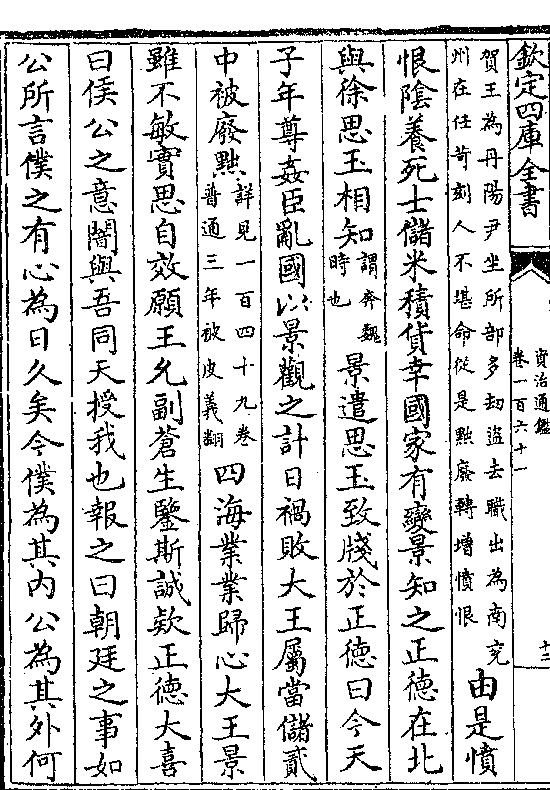 欽定四庫全書
資治通鑑
卷一百六十一
十二
賀王為丹陽尹坐所部多劫盜去職出為南兖
州在任苛刻人不堪命從是黜廢轉增憤恨
由是憤
恨陰養死士儲米積貨幸國家有變景知之正德在北
與徐思玉相知
謂奔魏
時也
景遣思玉致牋於正德曰今天
子年尊姦臣亂國以景觀之計日禍敗大王屬當儲貳
中被廢黜
詳見一百四十九卷
普通三年被皮義翻
四海業業歸心大王景
雖不敏實思自效願王允副蒼生鑒斯誠欵正德大喜
曰侯公之意闇與吾同天授我也報之曰朝廷之事如
公所言僕之有心為日久矣今僕為其内公為其外何